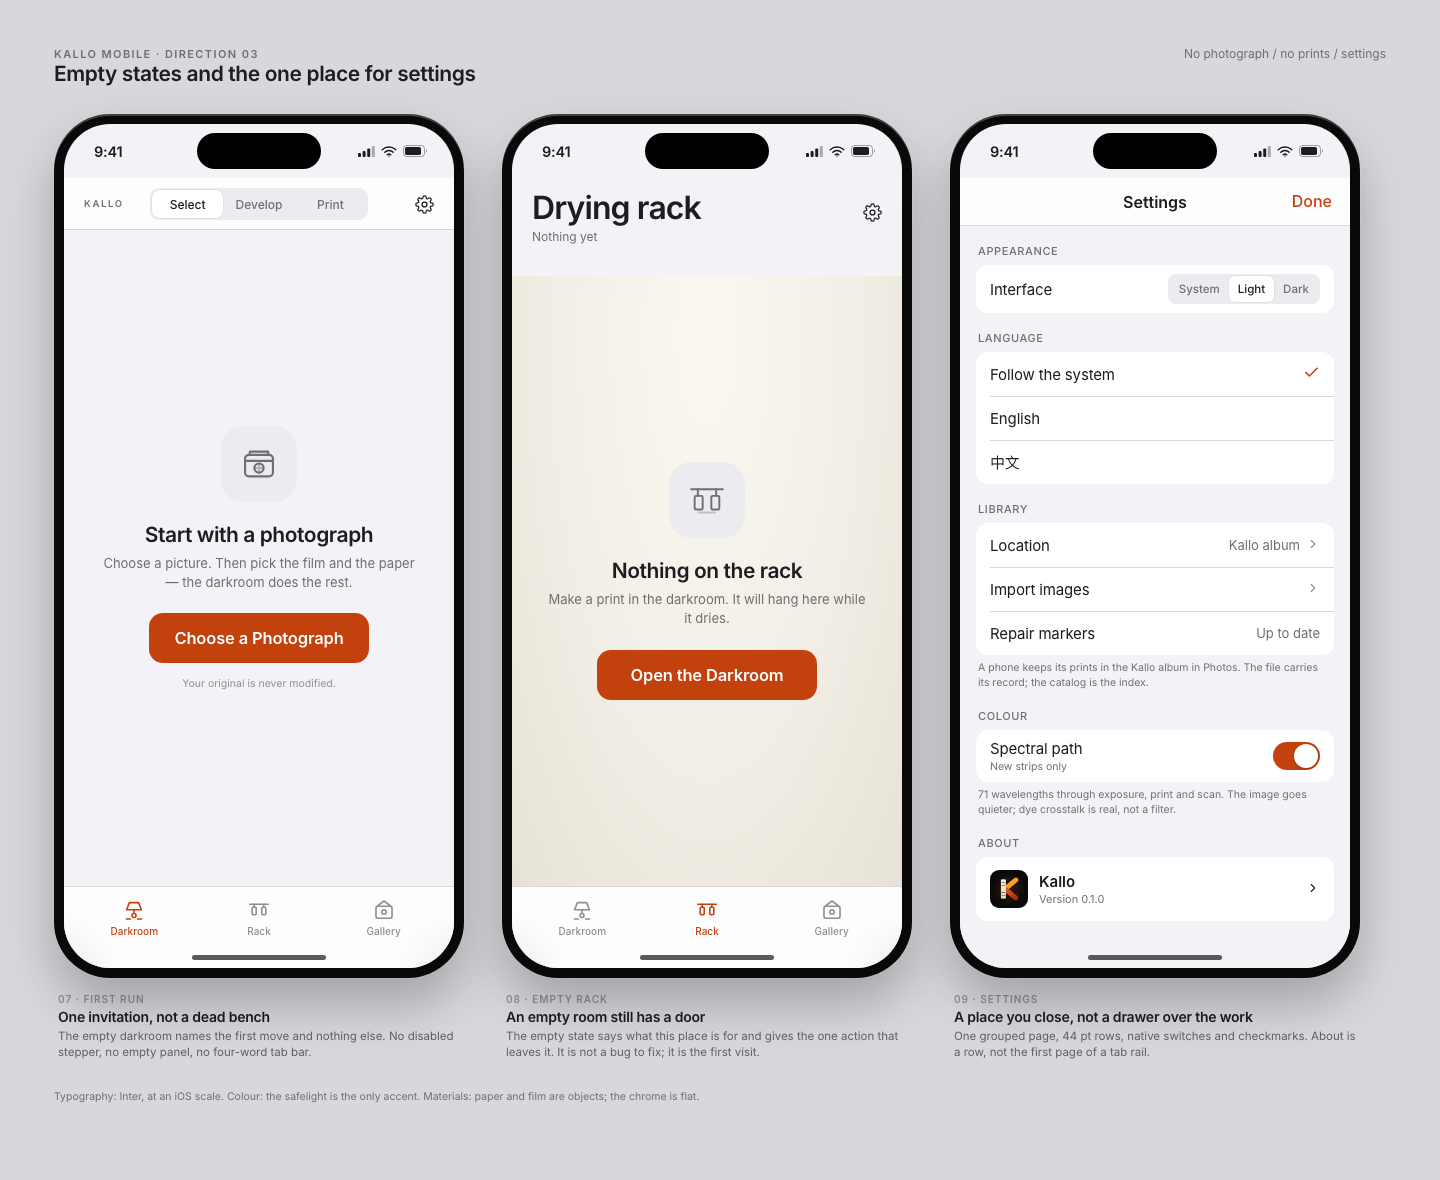 KALLO MOBILE · DIRECTION 03
Empty states and the one place for settings
No photograph / no prints / settings
9:41
KALLO
Select
Develop
Print
Start with a photograph
Choose a picture. Then pick the film and the paper
— the darkroom does the rest.
Choose a Photograph
Your original is never modified.
Darkroom
Rack
Gallery
07 · FIRST RUN
One invitation, not a dead bench
The empty darkroom names the first move and nothing else. No disabled
stepper, no empty panel, no four-word tab bar.
9:41
Drying rack
Nothing yet
Nothing on the rack
Make a print in the darkroom. It will hang here while
it dries.
Open the Darkroom
Darkroom
Rack
Gallery
08 · EMPTY RACK
An empty room still has a door
The empty state says what this place is for and gives the one action that
leaves it. It is not a bug to fix; it is the first visit.
9:41
Settings
Done
APPEARANCE
Interface
System
Light
Dark
LANGUAGE
Follow the system
English
中文
LIBRARY
Location
Kallo album
Import images
Repair markers
Up to date
A phone keeps its prints in the Kallo album in Photos. The file carries
its record; the catalog is the index.
COLOUR
Spectral path
New strips only
71 wavelengths through exposure, print and scan. The image goes
quieter; dye crosstalk is real, not a filter.
ABOUT
Kallo
Version 0.1.0
09 · SETTINGS
A place you close, not a drawer over the work
One grouped page, 44 pt rows, native switches and checkmarks. About is
a row, not the first page of a tab rail.
Typography: Inter, at an iOS scale. Colour: the safelight is the only accent. Materials: paper and film are objects; the chrome is flat.